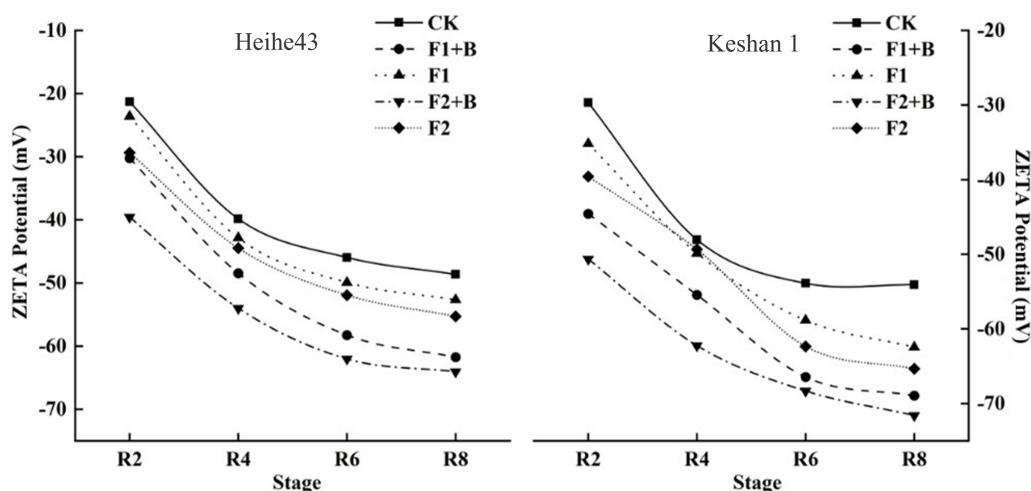 Heihe43
CK
F1+B
F1
F2+B
F2
-10
-20
-30
-40
-50
-60
-70
ZETA Potential (mV)
R2 R4 R6 R8
Stage
Keshan 1
CK
F1+B
F1
F2+B
F2
-20
-30
-40
-50
-60
-70
ZETA Potential (mV)
R2 R4 R6 R8
Stage